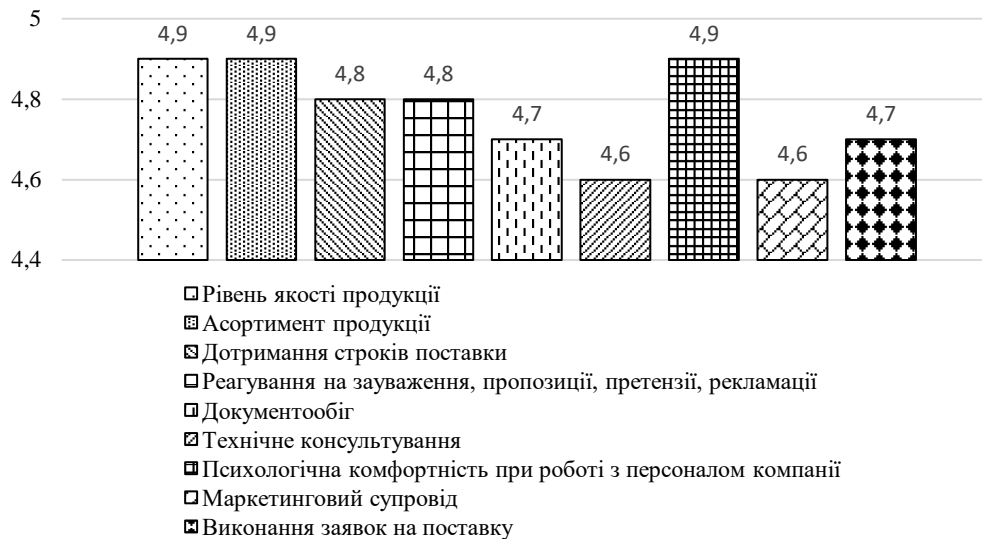 5
4,9 4,9 4,8 4,8 4,7 4,6 4,9 4,6 4,7
4,8
4,6
4,4
Рівень якості продукції
Асортимент продукції
Дотримання строків поставки
Реагування на зауваження, пропозиції, претензії, рекламації
Документообіг
Технічне консультування
Психологічна комфортність при роботі з персоналом компанії
Маркетинговий супровід
Виконання заявок на поставку